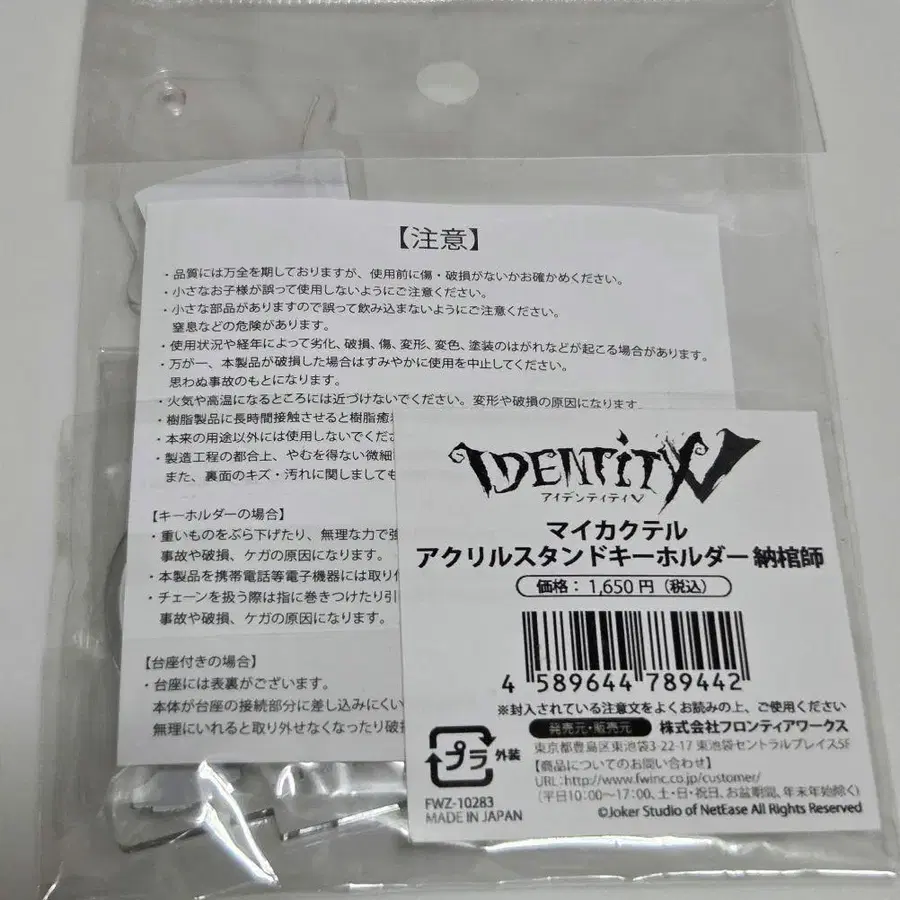 【注意】
・品質には万全を期しておりますが、使用前に傷・破損がないかお確かめください。
・小さなお子様が誤って使用しないようにご注意ください。
・小さな部品がありますので誤って飲み込まないようにご注意ください。
窒息などの危険があります。
・使用状況や経年によって劣化、破損、傷、変形、変色、塗装のはがれなどが起こる場合があります。
・万が一、本製品が破損した場合はすみやかに使用を中止してください。
思わぬ事故のもとになります。
・火気や高温になるところには近づけないでください。変形や破損の原因になります。
・樹脂製品に長時間接触させると樹脂癒
・本来の用途以外には使用しないでくだ
・製造工程の都合上、やむを得ない微細
また、裏面のキズ・汚れに関しましても
【キーホルダーの場合】
・重いものをぶら下げたり、無理な力で強
事故や破損、ケガの原因になります。
・本製品を携帯電話等電子機器には取り付
・チェーンを扱う際は指に巻きつけたり引
事故や破損、ケガの原因になります。
【台座付きの場合】
・台座には表裏がございます。
本体が台座の接続部分に差し込みにくい
無理にいれると取り外せなくなったり破損
IDENTITY V
アイデンティティV
マイカクテル
アクリルスタンドキーホルダー 納棺師
価格：1,650円（税込）
4 589644 789442
※封入されている注意文をよくお読みの上、ご使用ください
発売元・販売元 株式会社フロンティアワークス
東京都豊島区東池袋3-22-17 東池袋セントラルプレイス5F
プラ 外装
【商品についてのお問い合わせ】
URL:http://www.fwinc.co.jp/customer/
（平日10:00〜17:00、土・日・祝日、お盆期間、年末年始除く）
FWZ-10283
MADE IN JAPAN
©Joker Studio of NetEase All Rights Reserved